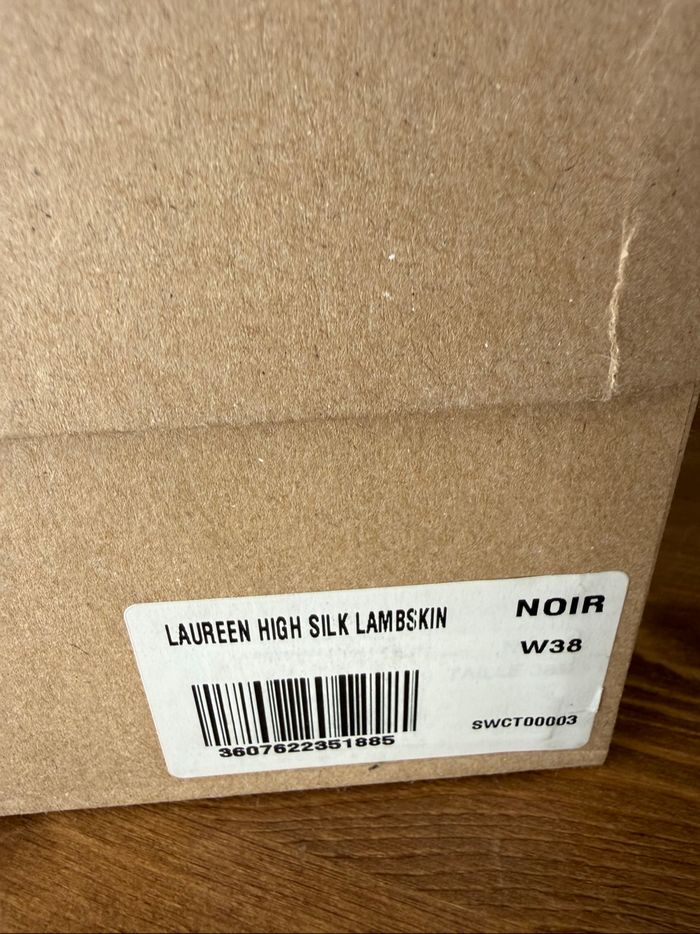 LAUREEN HIGH SILK LAMBSKIN
NOIR
W38
3607622351885
SWCT00003